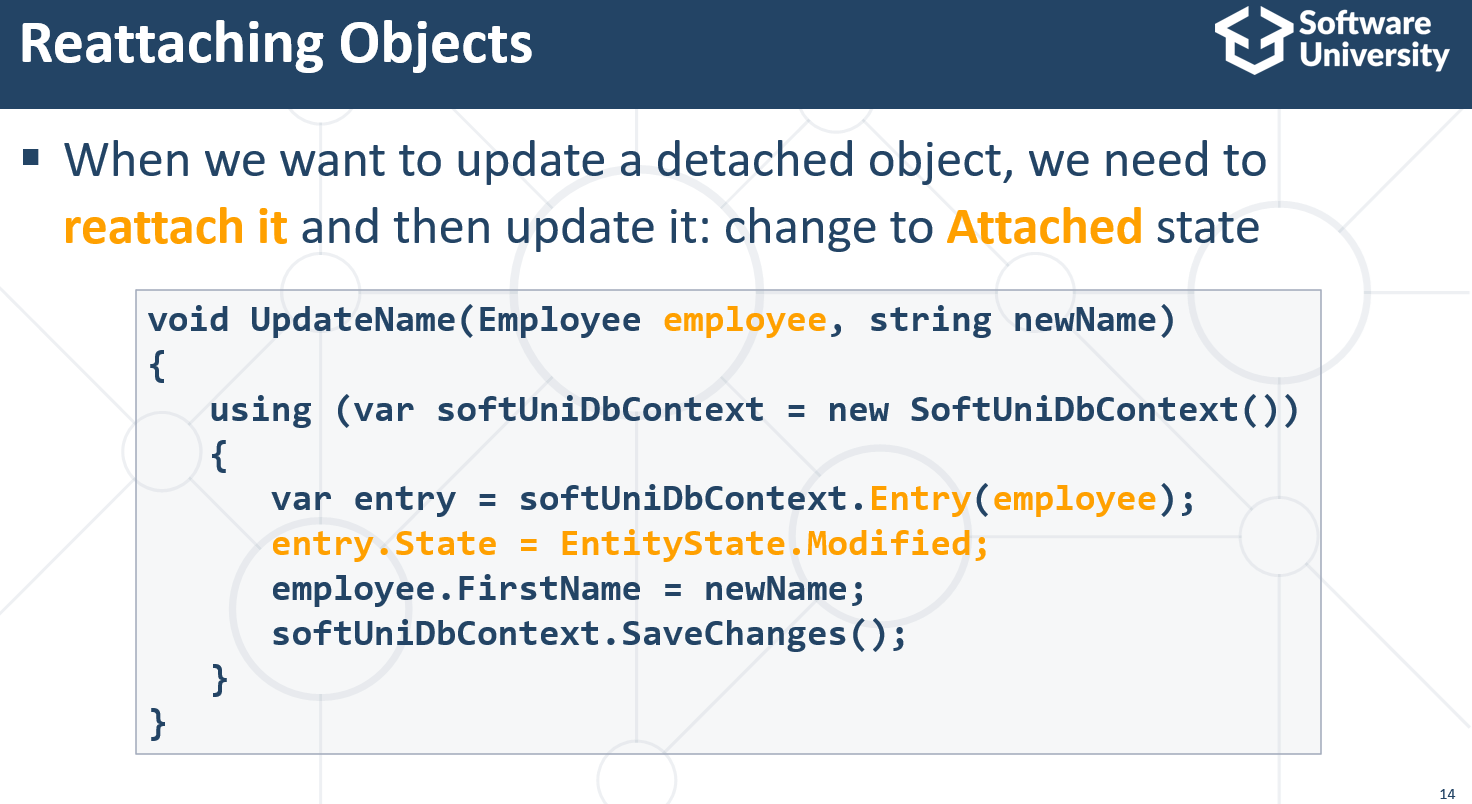 Reattaching Objects
Software
University
▪ When we want to update a detached object, we need to
reattach it and then update it: change to Attached state
void UpdateName(Employee employee, string newName)
{
   using (var softUniDbContext = new SoftUniDbContext())
   {
      var entry = softUniDbContext.Entry(employee);
      entry.State = EntityState.Modified;
      employee.FirstName = newName;
      softUniDbContext.SaveChanges();
   }
}
14